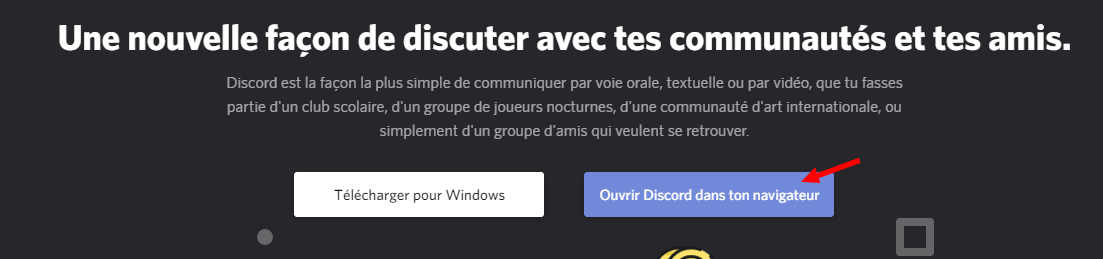 Une nouvelle façon de discuter avec tes communautés et tes amis.
Discord est la façon la plus simple de communiquer par voie orale, textuelle ou par vidéo, que tu fasses
partie d'un club scolaire, d'un groupe de joueurs nocturnes, d'une communauté d'art internationale, ou
simplement d'un groupe d'amis qui veulent se retrouver.
Télécharger pour Windows
Ouvrir Discord dans ton navigateur